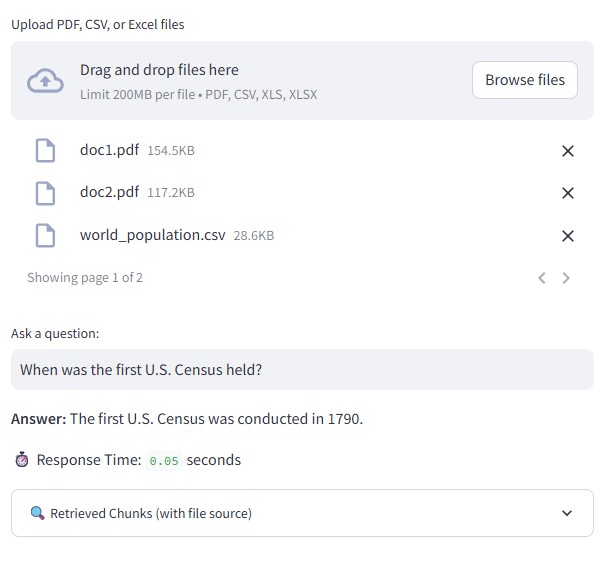 Upload PDF, CSV, or Excel files
Drag and drop files here
Limit 200MB per file • PDF, CSV, XLS, XLSX
Browse files
doc1.pdf 154.5KB
doc2.pdf 117.2KB
world_population.csv 28.6KB
Showing page 1 of 2
Ask a question:
When was the first U.S. Census held?
Answer: The first U.S. Census was conducted in 1790.
Response Time: 0.05 seconds
Retrieved Chunks (with file source)